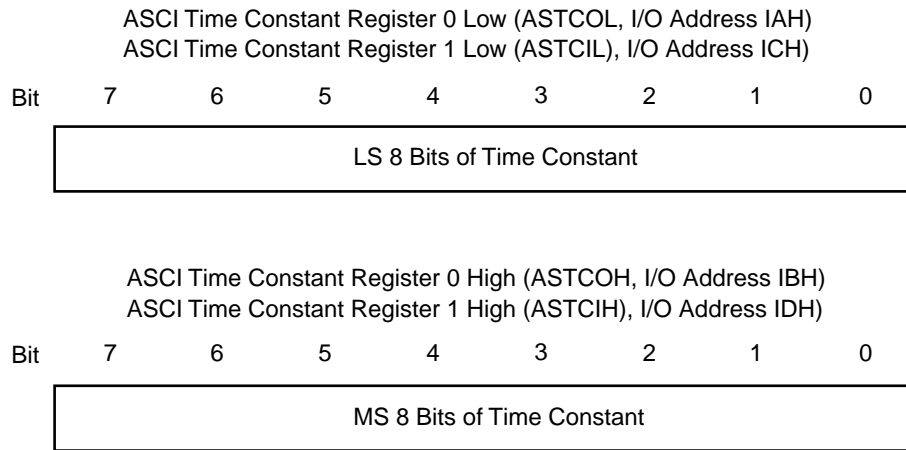 ASCI Time Constant Register 0 Low (ASTCOL, I/O Address IAH)
ASCI Time Constant Register 1 Low (ASTCIL), I/O Address ICH)
Bit 7 6 5 4 3 2 1 0
LS 8 Bits of Time Constant
ASCI Time Constant Register 0 High (ASTCOH, I/O Address IBH)
ASCI Time Constant Register 1 High (ASTCIH), I/O Address IDH)
Bit 7 6 5 4 3 2 1 0
MS 8 Bits of Time Constant